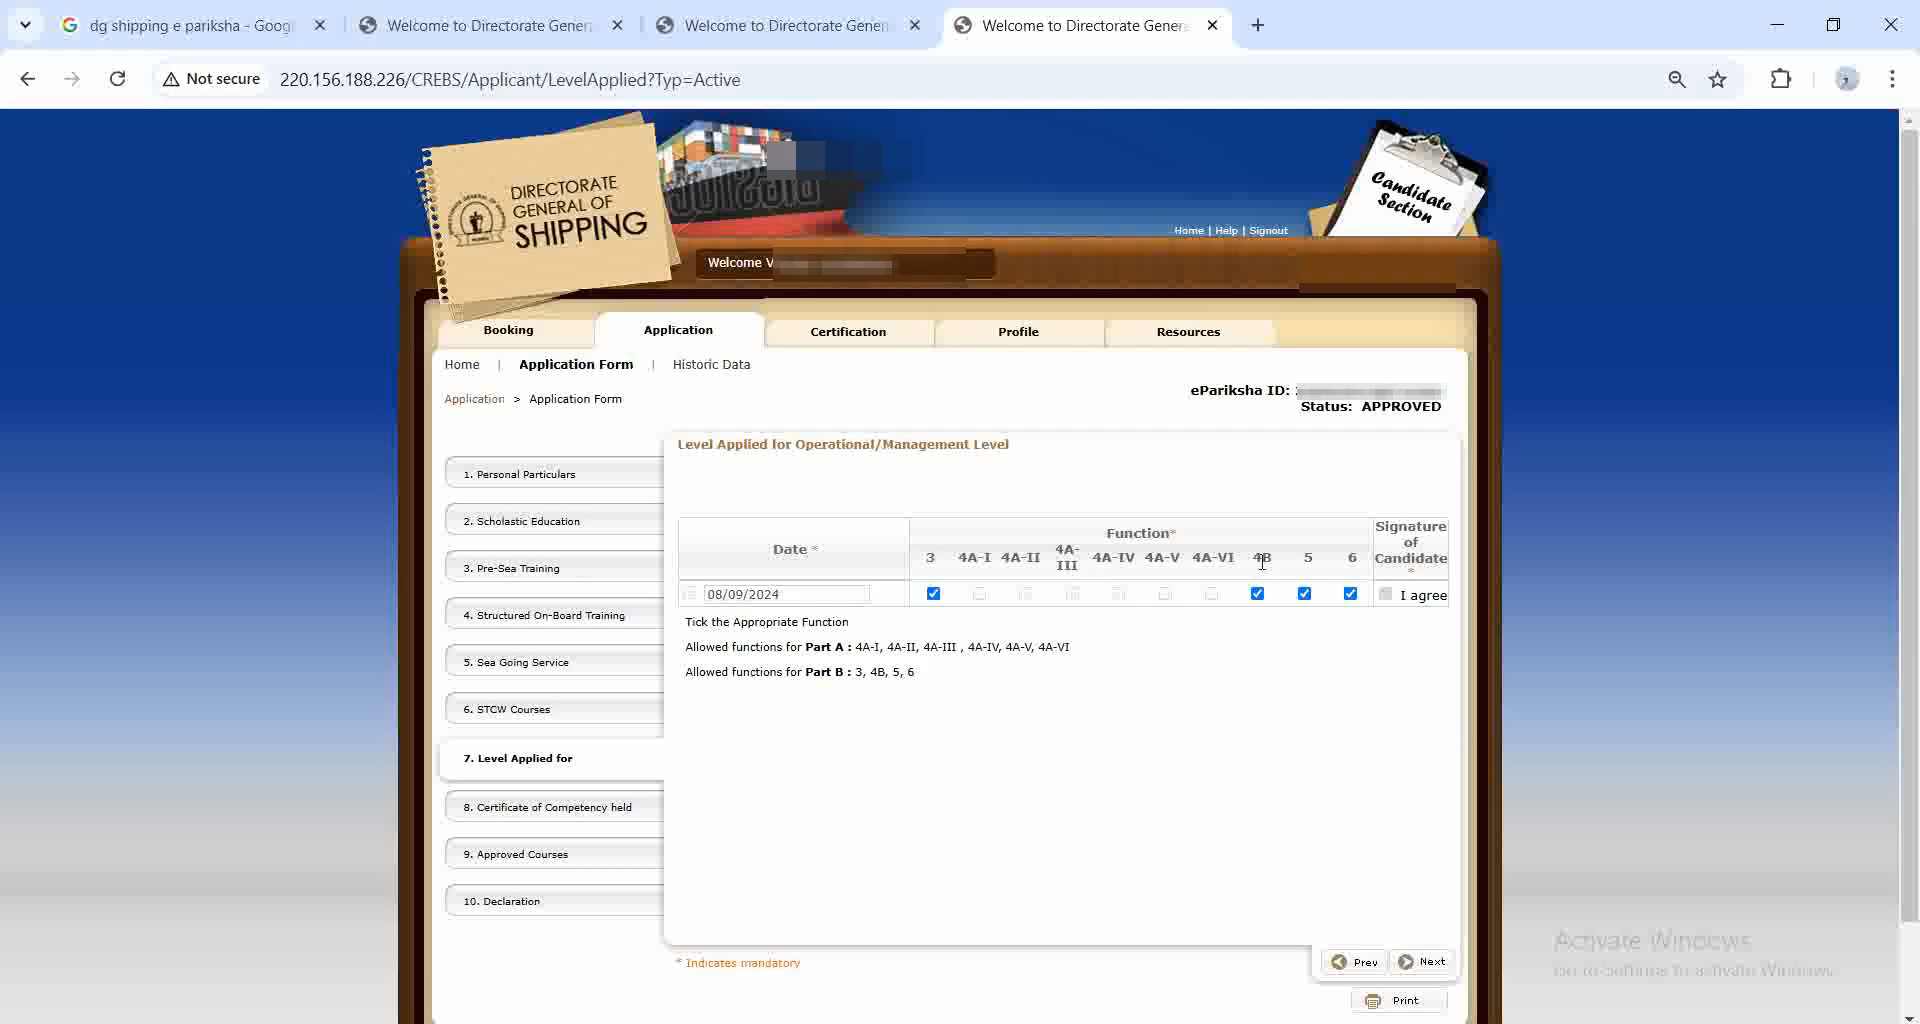 dg shipping e pariksha - Goog
Welcome to Directorate Gener
Welcome to Directorate Gener
Welcome to Directorate Genera
Not secure
220.156.188.226/CREBS/Applicant/LevelApplied?Typ=Active
DIRECTORATE
GENERAL OF
SHIPPING
Candidate
Section
Home | Help | Signout
Welcome V
Booking
Application
Certification
Profile
Resources
Home | Application Form | Historic Data
ePariksha ID:
Application > Application Form
Status: APPROVED
Level Applied for Operational/Management Level
1. Personal Particulars
2. Scholastic Education
3. Pre-Sea Training
4. Structured On-Board Training
5. Sea Going Service
6. STCW Courses
7. Level Applied for
8. Certificate of Competency held
9. Approved Courses
10. Declaration
Date *
Function*
3 4A-I 4A-II 4A-III 4A-IV 4A-V 4A-VI 4B 5 6
Signature
of
Candidate
*
08/09/2024
I agree
Tick the Appropriate Function
Allowed functions for Part A : 4A-I, 4A-II, 4A-III , 4A-IV, 4A-V, 4A-VI
Allowed functions for Part B : 3, 4B, 5, 6
* Indicates mandatory
Prev
Next
Print
Activate Windows
Go to Settings to activate Windows.